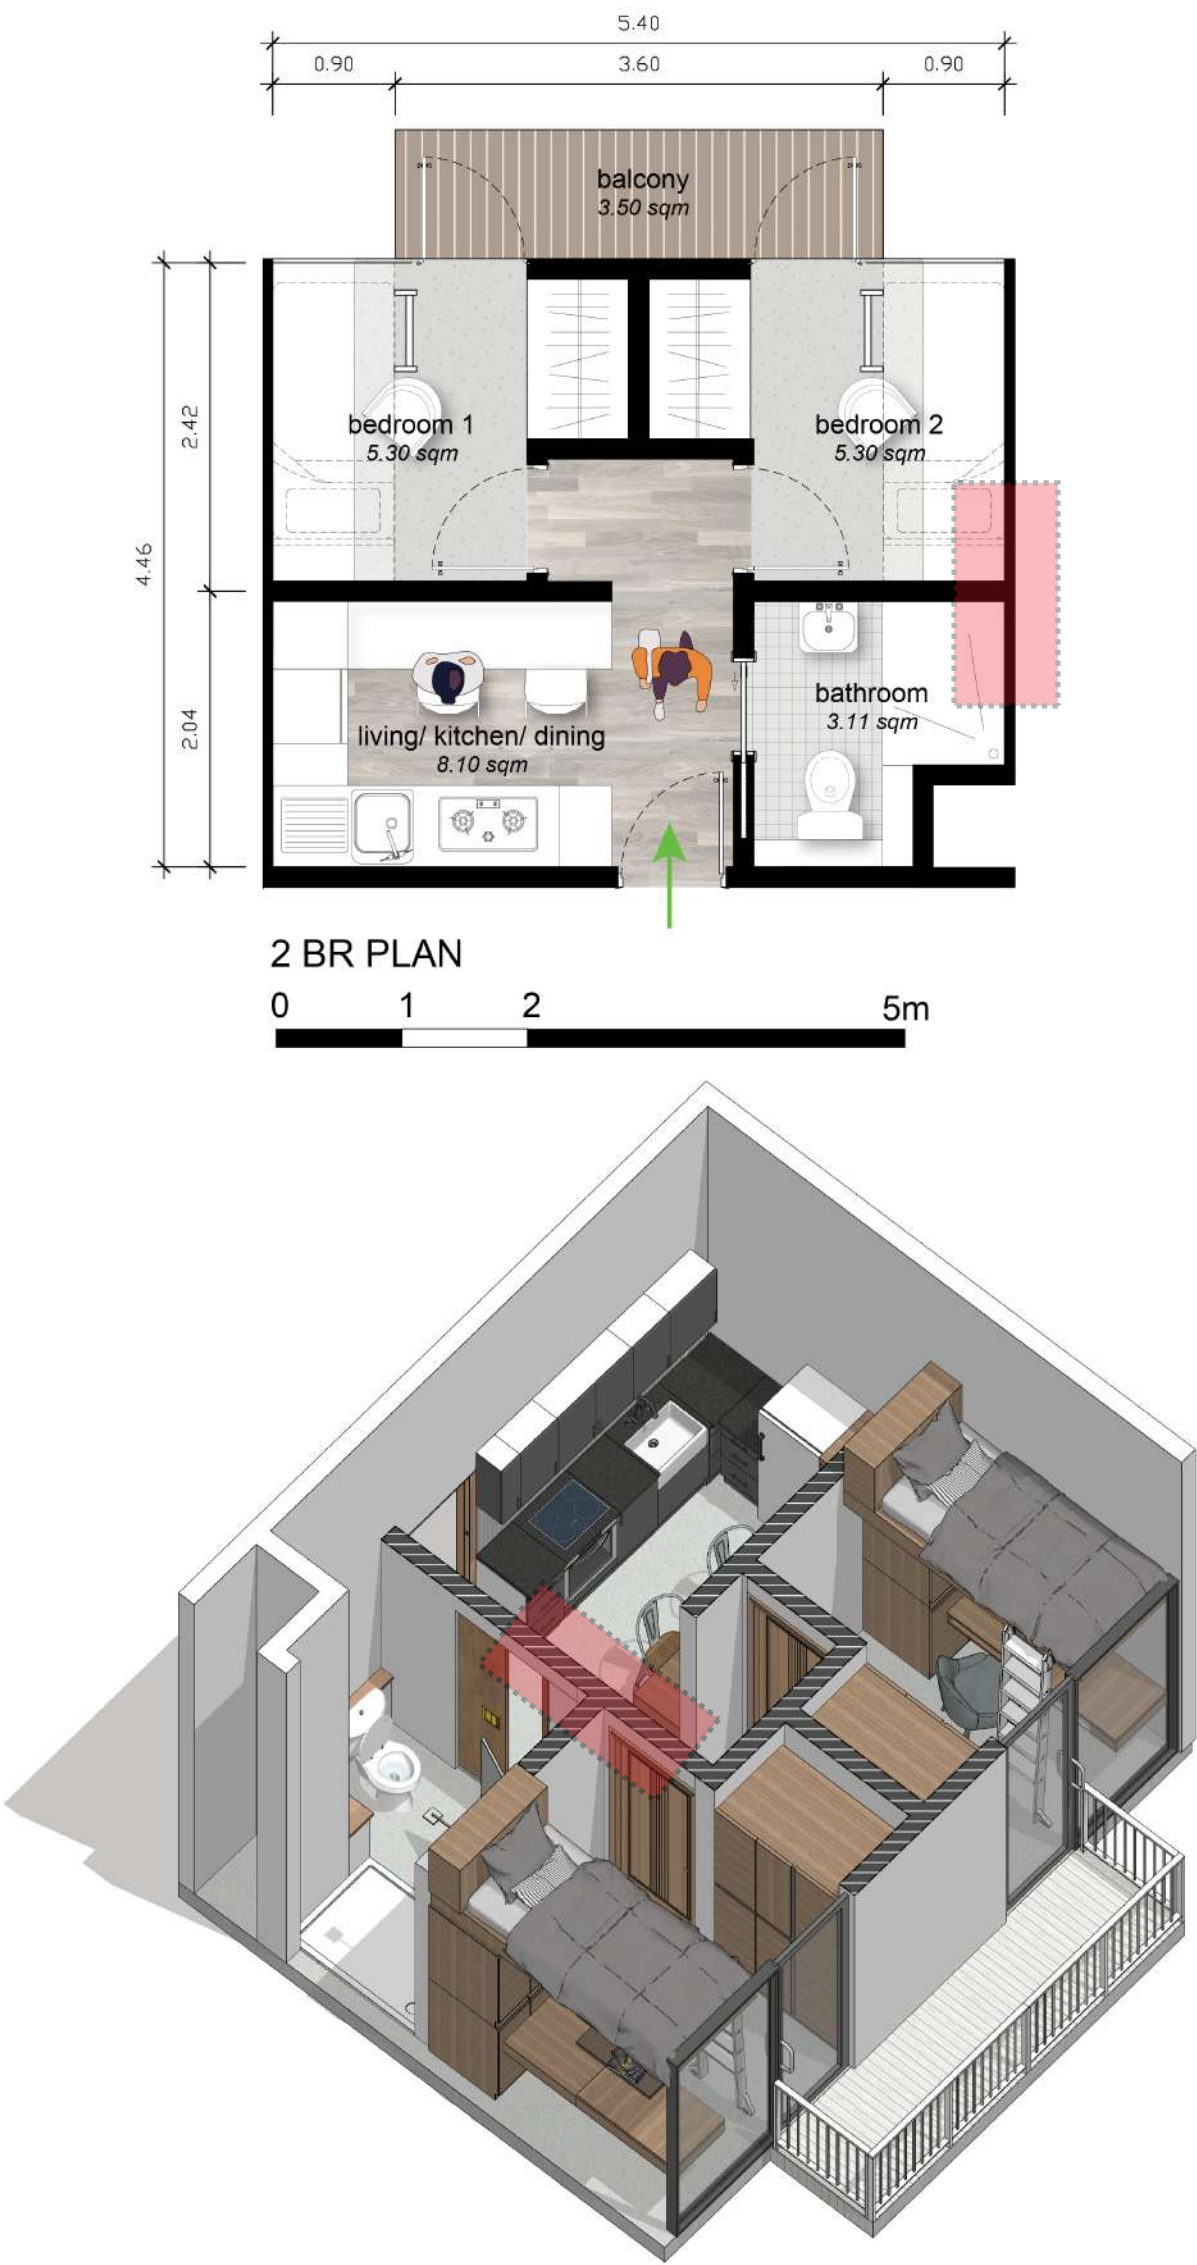 5.40
0.90 3.60 0.90
balcony
3.50 sqm
2.42
4.46
2.04
bedroom 1
5.30 sqm
bedroom 2
5.30 sqm
bathroom
3.11 sqm
living/ kitchen/ dining
8.10 sqm
2 BR PLAN
0 1 2 5m